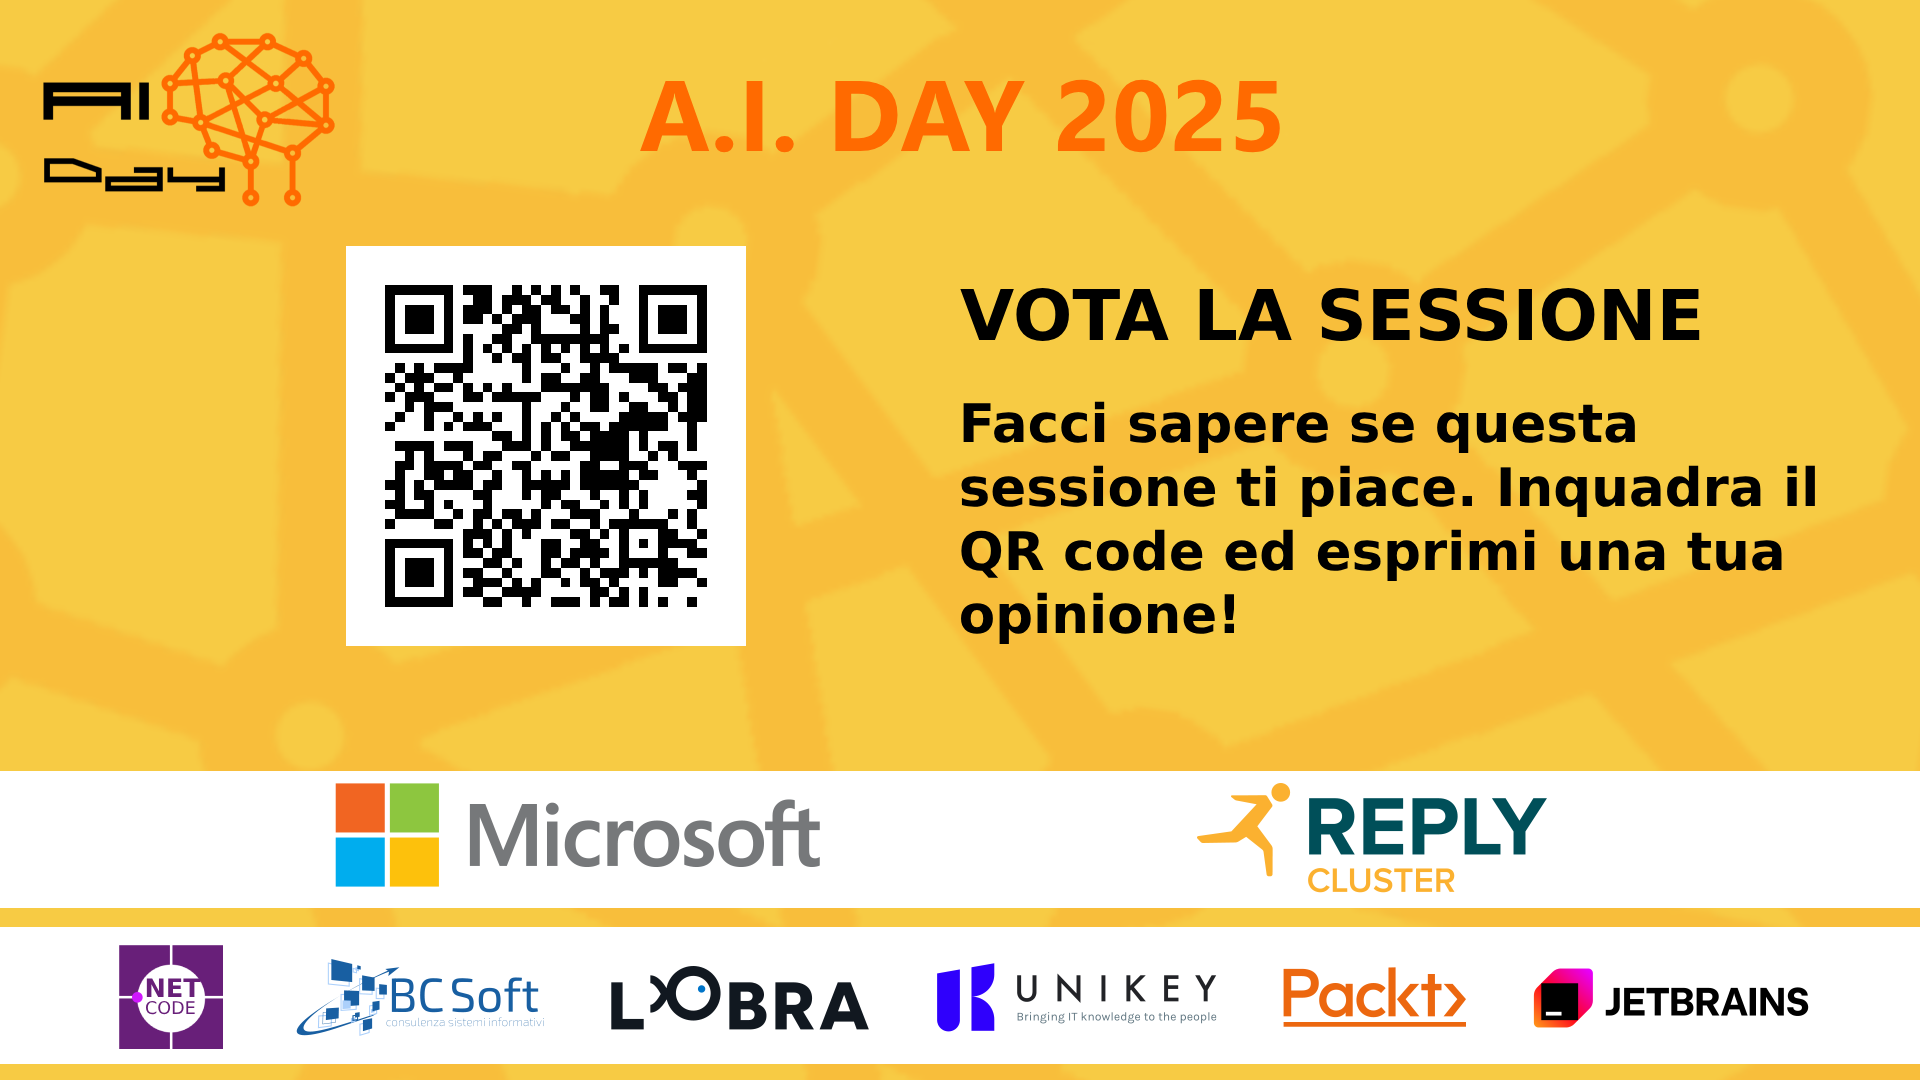 AI
Day
A.I. DAY 2025
VOTA LA SESSIONE
Facci sapere se questa
sessione ti piace. Inquadra il
QR code ed esprimi una tua
opinione!
Microsoft
REPLY
CLUSTER
NET
CODE
BCSoft
consulenza sistemi informativi
LOBRA
UNIKEY
Bringing IT knowledge to the people
Packt>
JETBRAINS